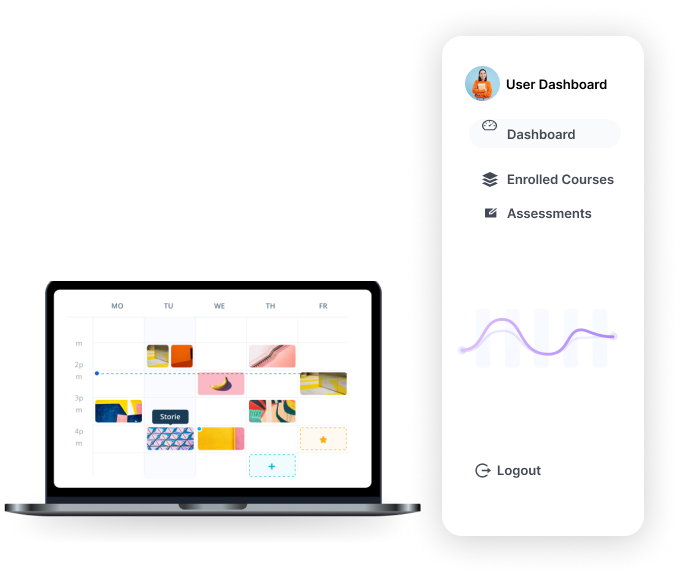 User Dashboard
Dashboard
Enrolled Courses
Assessments
Logout
MO TU WE TH FR
m
2p
m
3p
m
4p
m
Storie